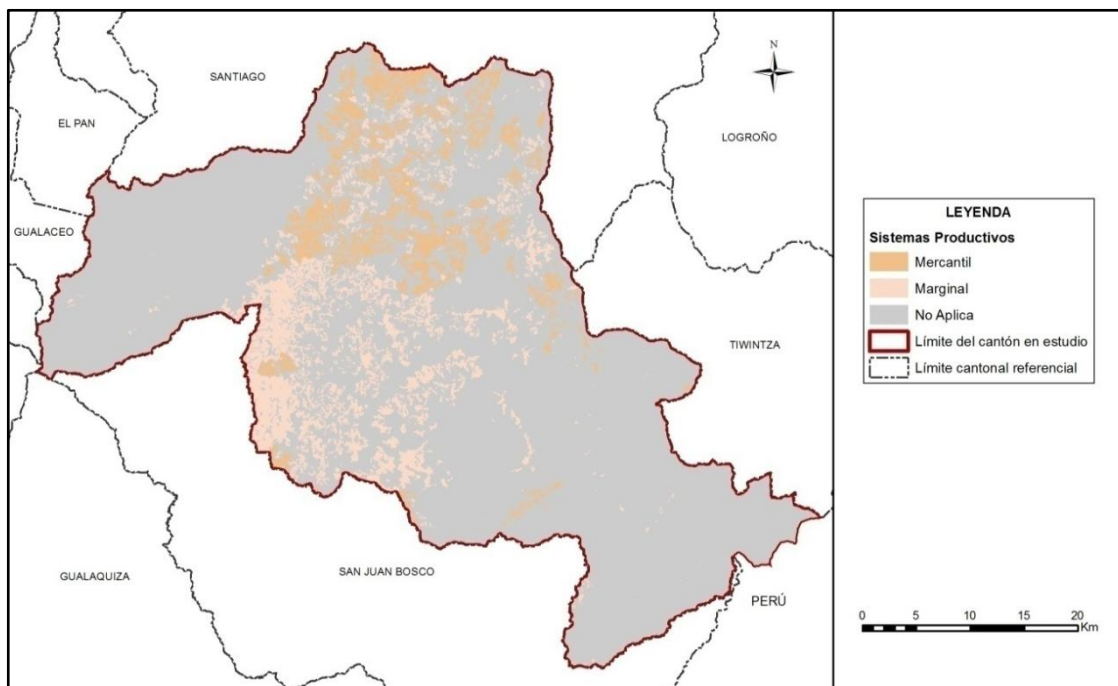 N
SANTIAGO
EL PAN
LOGROÑO
GUALACEO
TIWINTZA
GUALAQUIZA
SAN JUAN BOSCO
PERÚ
LEYENDA
Sistemas Productivos
Mercantil
Marginal
No Aplica
Límite del cantón en estudio
Límite cantonal referencial
0 5 10 15 20
Km